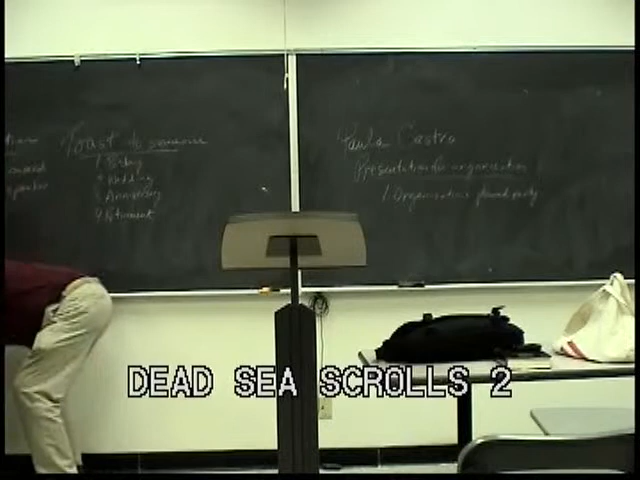 Toast to someone
1 B-day
2 Wedding
3 Anniversary
4 Retirement
Paula Castro
Presentation for organization
1. Organization planned party
DEAD SEA SCROLLS 2